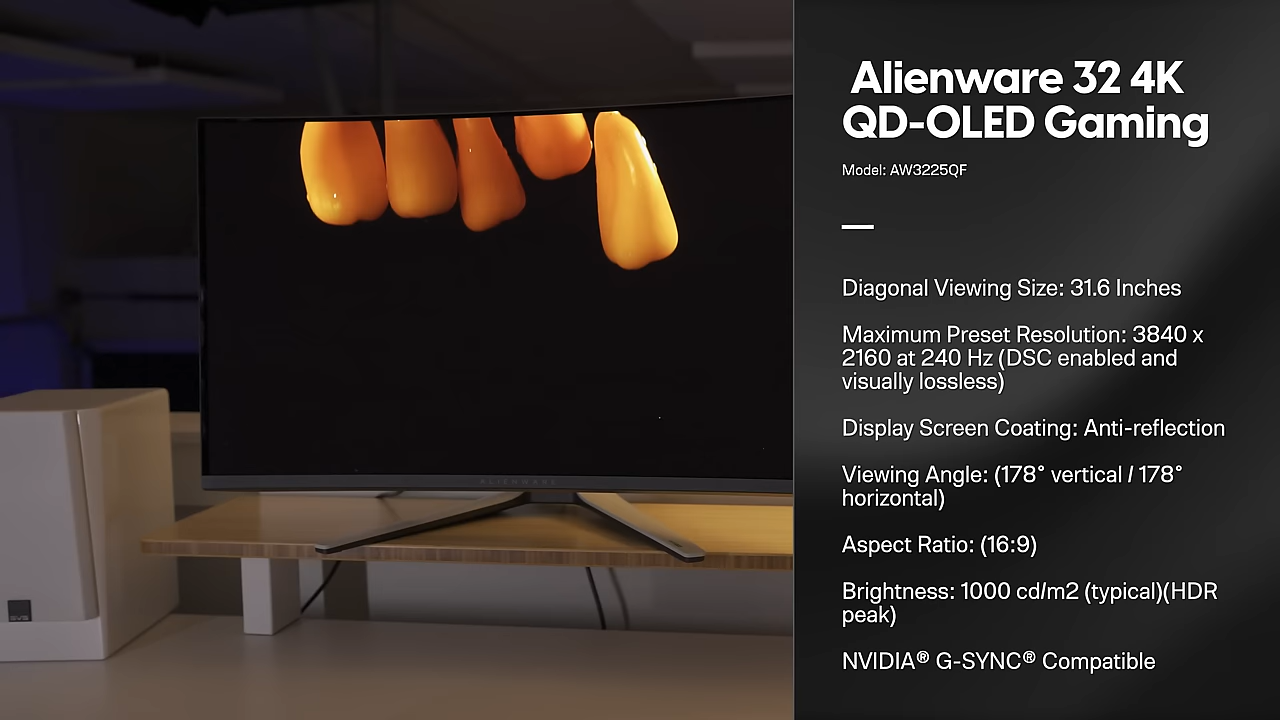 Alienware 32 4K
QD-OLED Gaming
Model: AW3225QF
Diagonal Viewing Size: 31.6 Inches
Maximum Preset Resolution: 3840 x
2160 at 240 Hz (DSC enabled and
visually lossless)
Display Screen Coating: Anti-reflection
Viewing Angle: (178° vertical / 178°
horizontal)
Aspect Ratio: (16:9)
Brightness: 1000 cd/m2 (typical)(HDR
peak)
NVIDIA® G-SYNC® Compatible
ALIENWARE